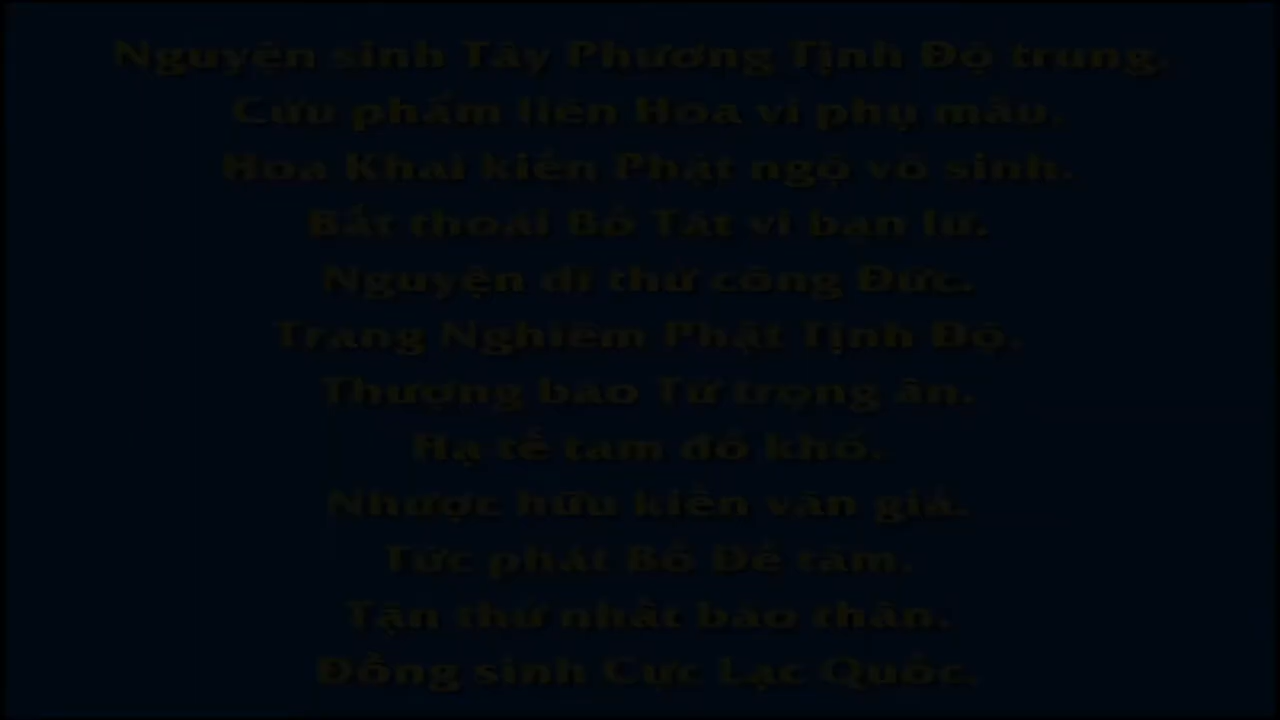 Nguyện sinh Tây Phương Tịnh Độ trung.
Cửu phẩm liên Hoa vi phụ mẫu.
Hoa Khai kiến Phật ngộ vô sinh.
Bất thoái Bồ Tát vi bạn lữ.
Nguyện dĩ thử công Đức.
Trang Nghiêm Phật Tịnh Độ.
Thượng báo Tứ trọng ân.
Hạ tế tam đồ khổ.
Nhược hữu kiến văn giả.
Tức phát Bồ Đề tâm.
Tận thử nhất báo thân.
Đồng sinh Cực Lạc Quốc.